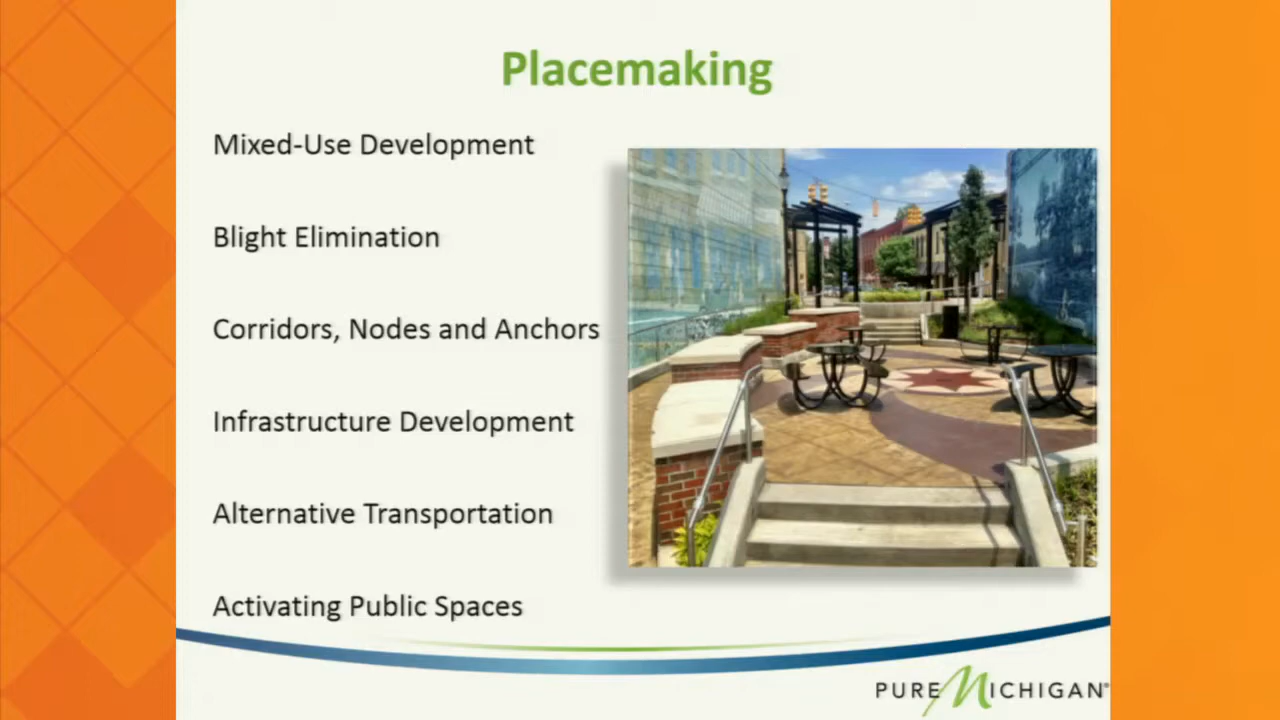 Placemaking
Mixed-Use Development
Blight Elimination
Corridors, Nodes and Anchors
Infrastructure Development
Alternative Transportation
Activating Public Spaces
PURE MICHIGAN®